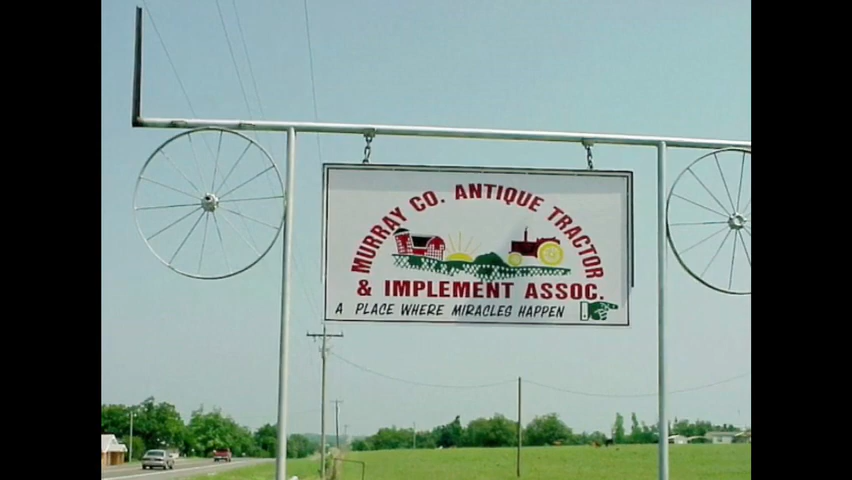 MURRAY CO. ANTIQUE TRACTOR
& IMPLEMENT ASSOC.
A PLACE WHERE MIRACLES HAPPEN